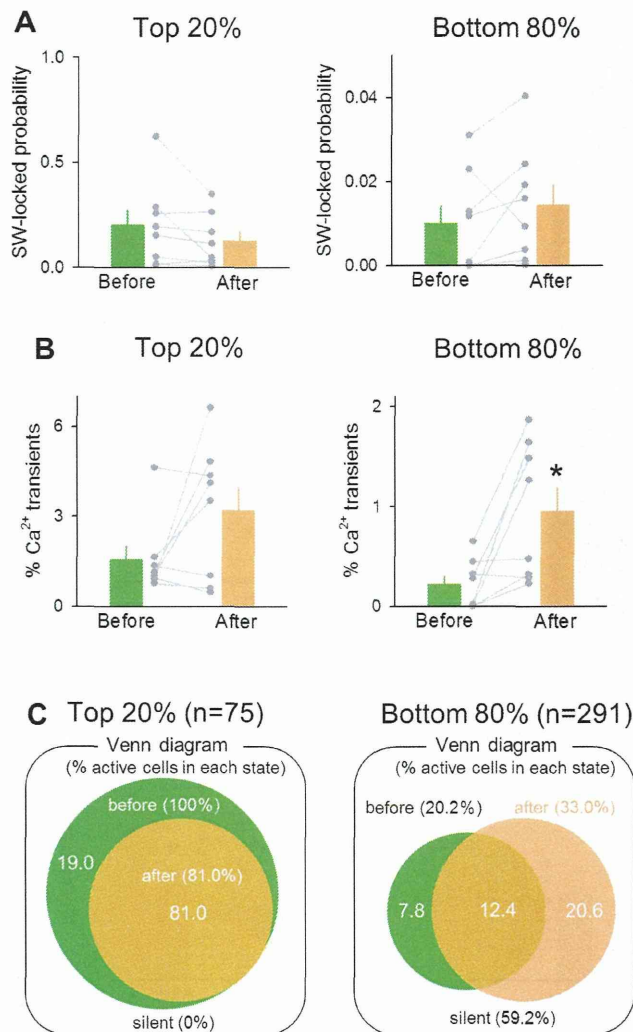 A
Top 20%
Bottom 80%
SW-locked probability
1.0
0.5
0.0
Before
After
SW-locked probability
0.04
0.02
0.00
Before
After
B
Top 20%
Bottom 80%
% Ca²⁺ transients
6
3
0
Before
After
% Ca²⁺ transients
2
1
0
*
Before
After
C
Top 20% (n=75)
Bottom 80% (n=291)
Venn diagram
(% active cells in each state)
before (100%)
19.0
after (81.0%)
81.0
silent (0%)
Venn diagram
(% active cells in each state)
before (20.2%)
after (33.0%)
7.8
12.4
20.6
silent (59.2%)